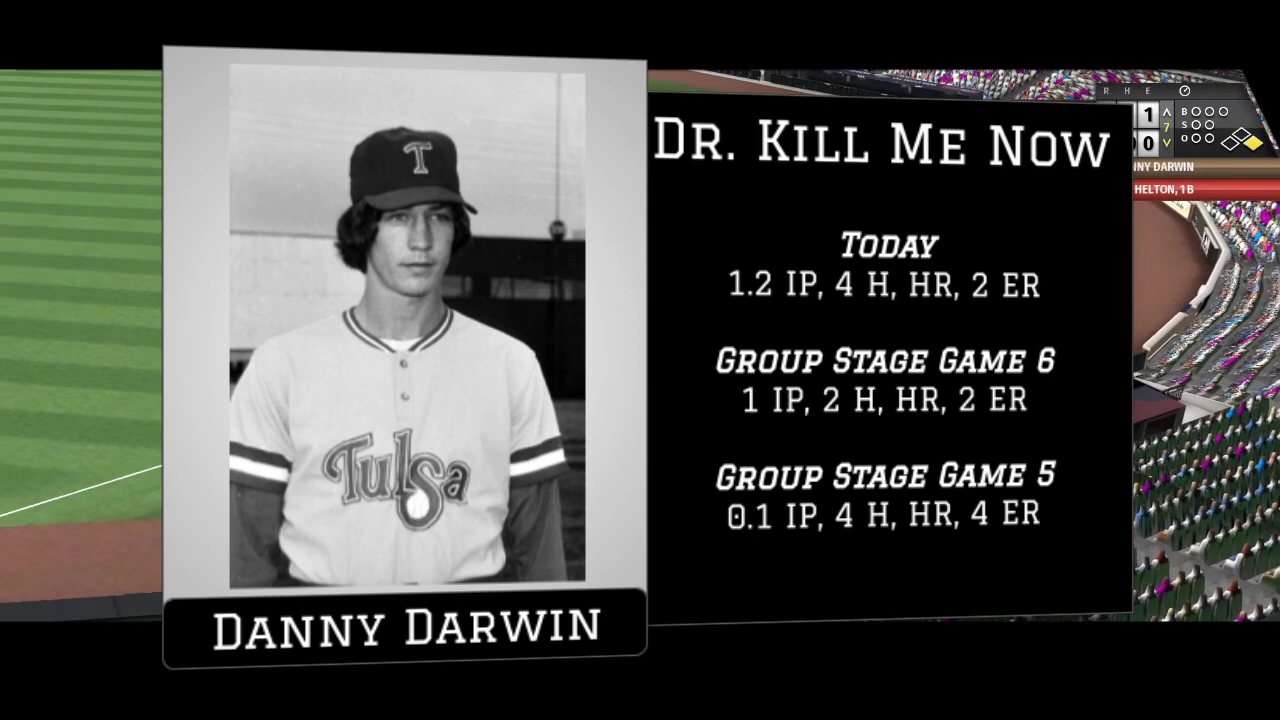 T
Tulsa
DANNY DARWIN
DR. KILL ME NOW
TODAY
1.2 IP, 4 H, HR, 2 ER
GROUP STAGE GAME 6
1 IP, 2 H, HR, 2 ER
GROUP STAGE GAME 5
0.1 IP, 4 H, HR, 4 ER
R H E
1
7
0
B
S
O
NNY DARWIN
HELTON, 1B